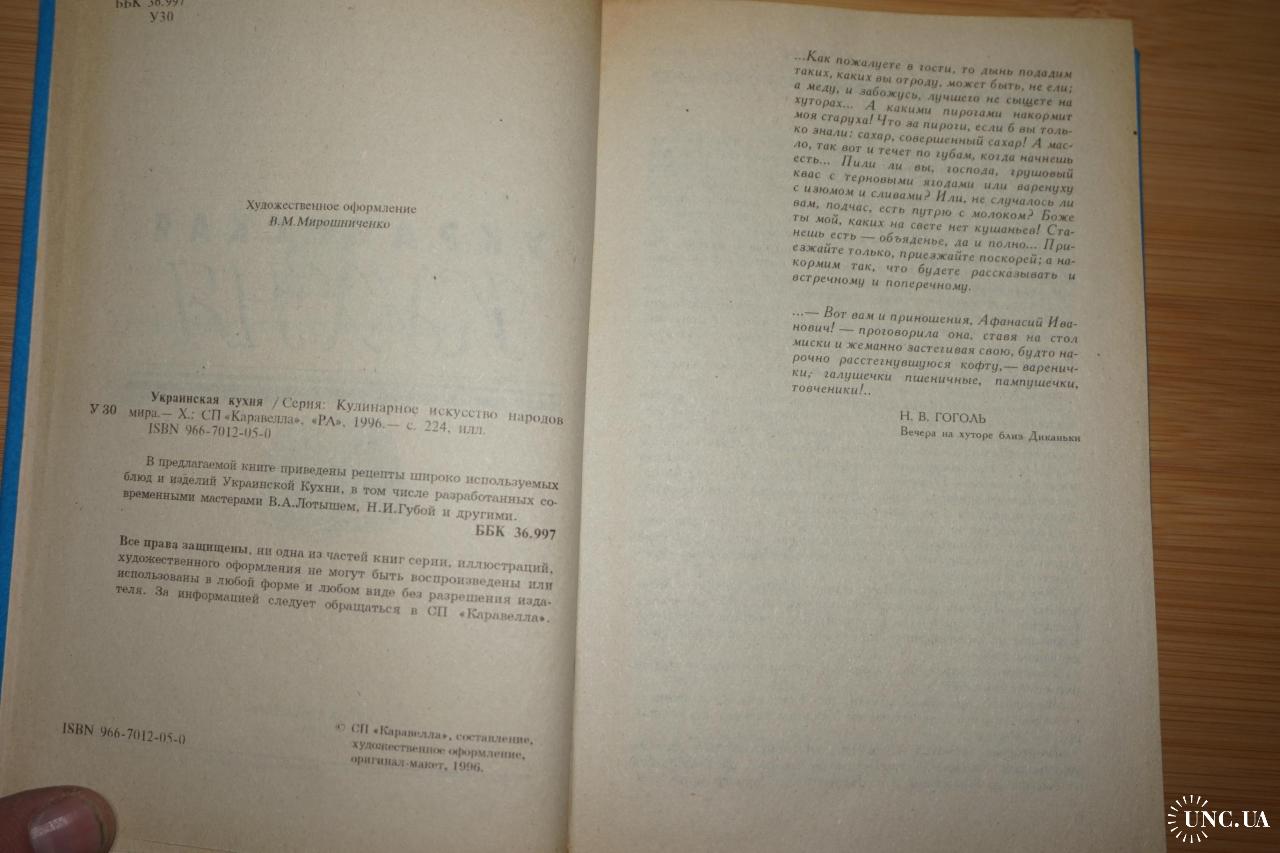 ББК 36.997
У30
Художественное оформление
В.М.Мирошниченко
Украинская кухня / Серия: Кулинарное искусство народов
У 30 мира.— Х.: СП «Каравелла», «РА», 1996.— с. 224, илл.
ISBN 966-7012-05-0
В предлагаемой книге приведены рецепты широко используемых
блюд и изделий Украинской Кухни, в том числе разработанных со-
временными мастерами В.А.Лотышем, Н.И.Губой и другими.
ББК 36.997
Все права защищены, ни одна из частей книг серии, иллюстраций,
художественного оформления не могут быть воспроизведены или
использованы в любой форме и любом виде без разрешения изда-
теля. За информацией следует обращаться в СП «Каравелла».
ISBN 966-7012-05-0
© СП «Каравелла», составление,
художественное оформление,
оригинал-макет, 1996.
...Как пожалуете в гости, то дынь подадим
таких, каких вы отроду, может быть, не ели;
а меду, и забожусь, лучшего не сыщете на
хуторах... А какими пирогами накормит
моя старуха! Что за пироги, если б вы толь-
ко знали: сахар, совершенный сахар! А мас-
ло, так вот и течет по губам, когда начнешь
есть... Пили ли вы, господа, грушовый
квас с терновыми ягодами или варенуху
с изюмом и сливами? Или, не случалось ли
вам, подчас, есть путрю с молоком? Боже
ты мой, каких на свете нет кушаньев! Ста-
нешь есть — объяденье, да и полно... При-
езжайте только, приезжайте поскорей; а на-
кормим так, что будете рассказывать и
встречному и поперечному.
...— Вот вам и приношения, Афанасий Ива-
нович! — проговорила она, ставя на стол
миски и жеманно застегивая свою, будто на-
рочно расстегнувшуюся кофту,— варенич-
ки, галушечки пшеничные, пампушечки,
товченики!..
Н. В. ГОГОЛЬ
Вечера на хуторе близ Диканьки
UNC.UA